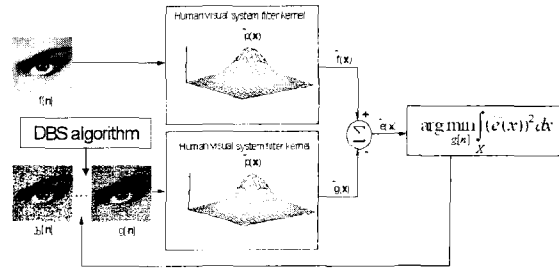 Human visual system filter kernel
p̃(x)
f̃(x)
f[n]
+
ẽ(x)
Σ
arg min ∫ (ẽ(x))² dx
g[n] X
DBS algorithm
Human visual system filter kernel
p̃(x)
-
g̃(x)
...
g[n]